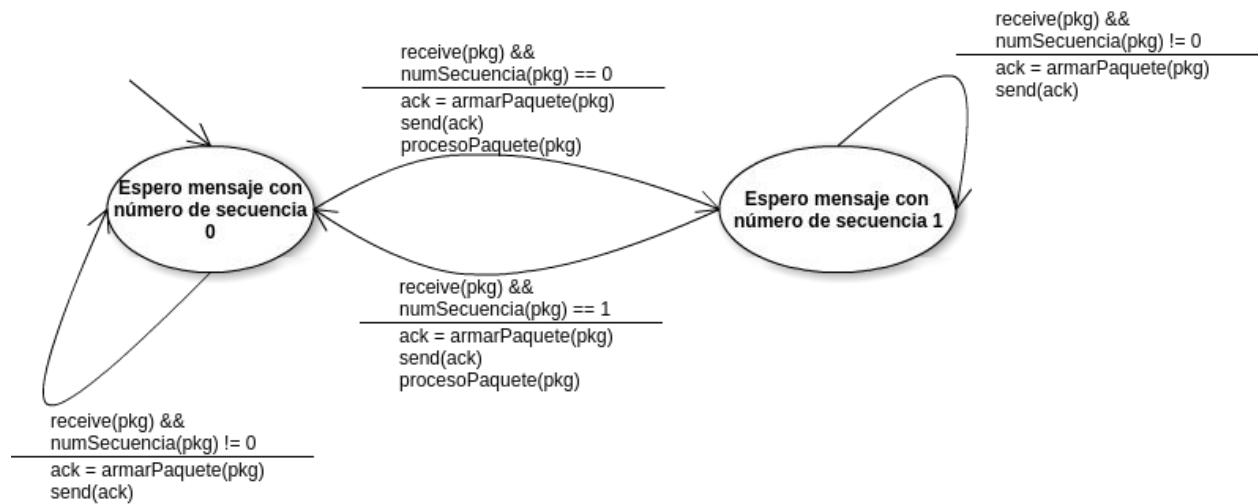 receive(pkg) &&
numSecuencia(pkg) != 0
ack = armarPaquete(pkg)
send(ack)
receive(pkg) &&
numSecuencia(pkg) == 0
ack = armarPaquete(pkg)
send(ack)
procesoPaquete(pkg)
Espero mensaje con
número de secuencia
0
Espero mensaje con
número de secuencia 1
receive(pkg) &&
numSecuencia(pkg) == 1
ack = armarPaquete(pkg)
send(ack)
procesoPaquete(pkg)
receive(pkg) &&
numSecuencia(pkg) != 0
ack = armarPaquete(pkg)
send(ack)